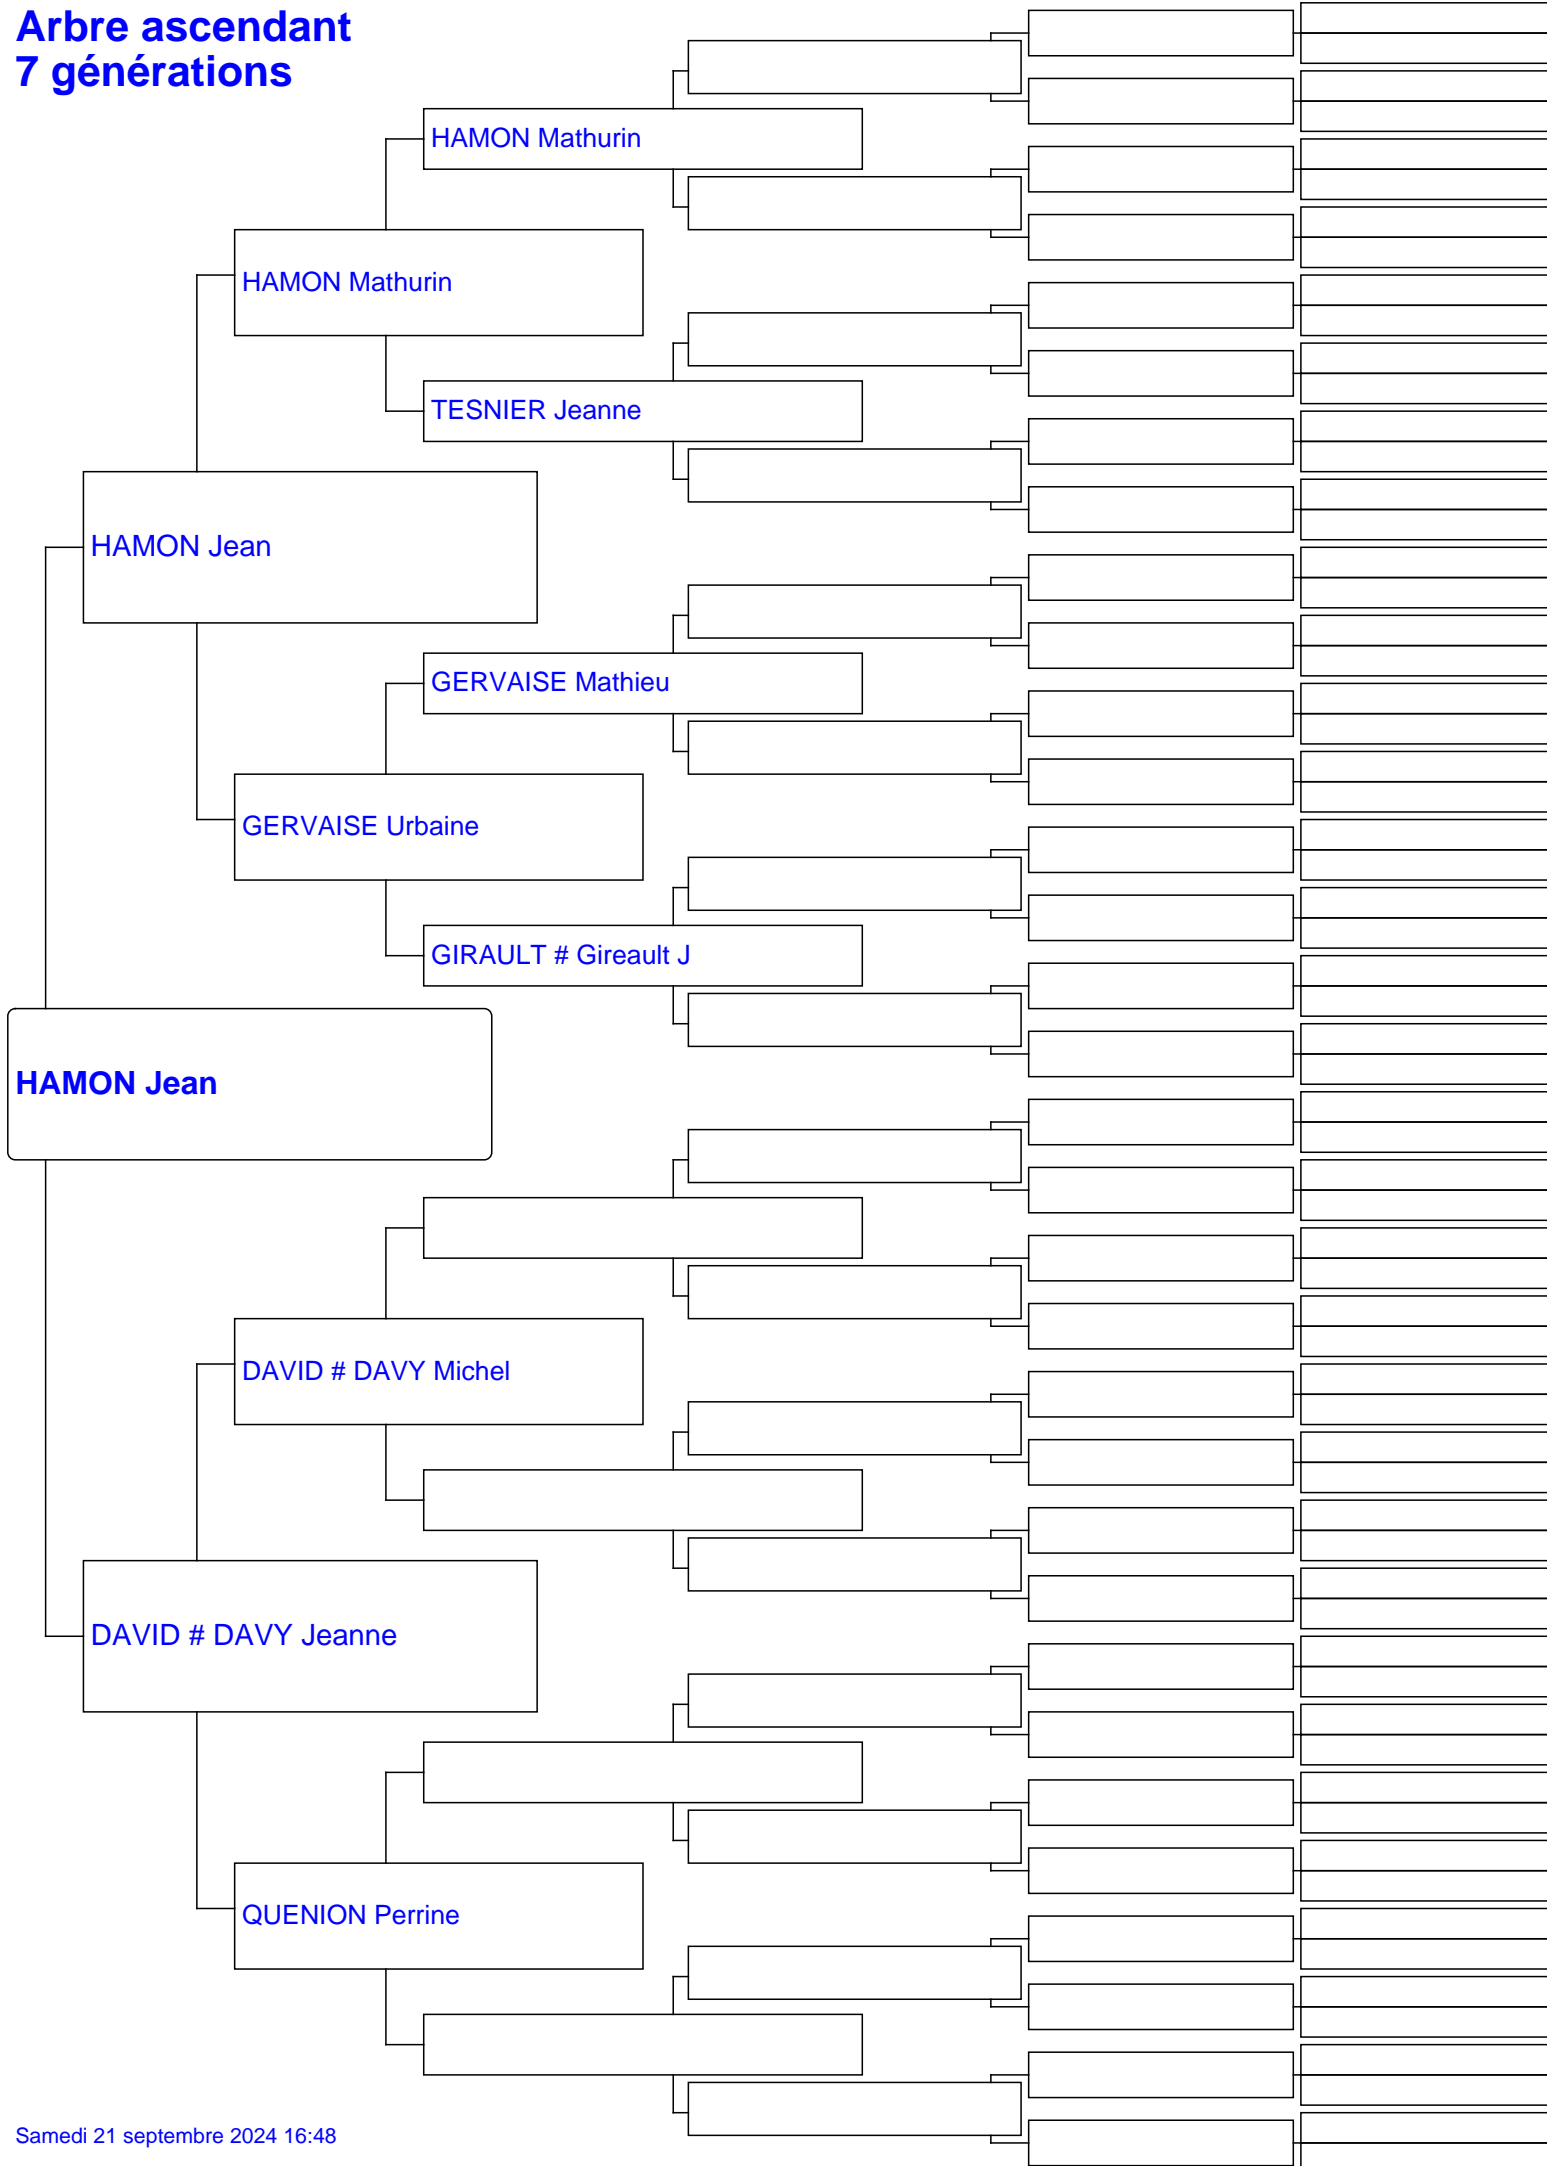 Arbre ascendant
7 générations
HAMON Mathurin
HAMON Mathurin
TESNIER Jeanne
HAMON Jean
GERVAISE Mathieu
GERVAISE Urbaine
GIRAULT # Gireault J
HAMON Jean
DAVID # DAVY Michel
DAVID # DAVY Jeanne
QUENION Perrine
Samedi 21 septembre 2024 16:48